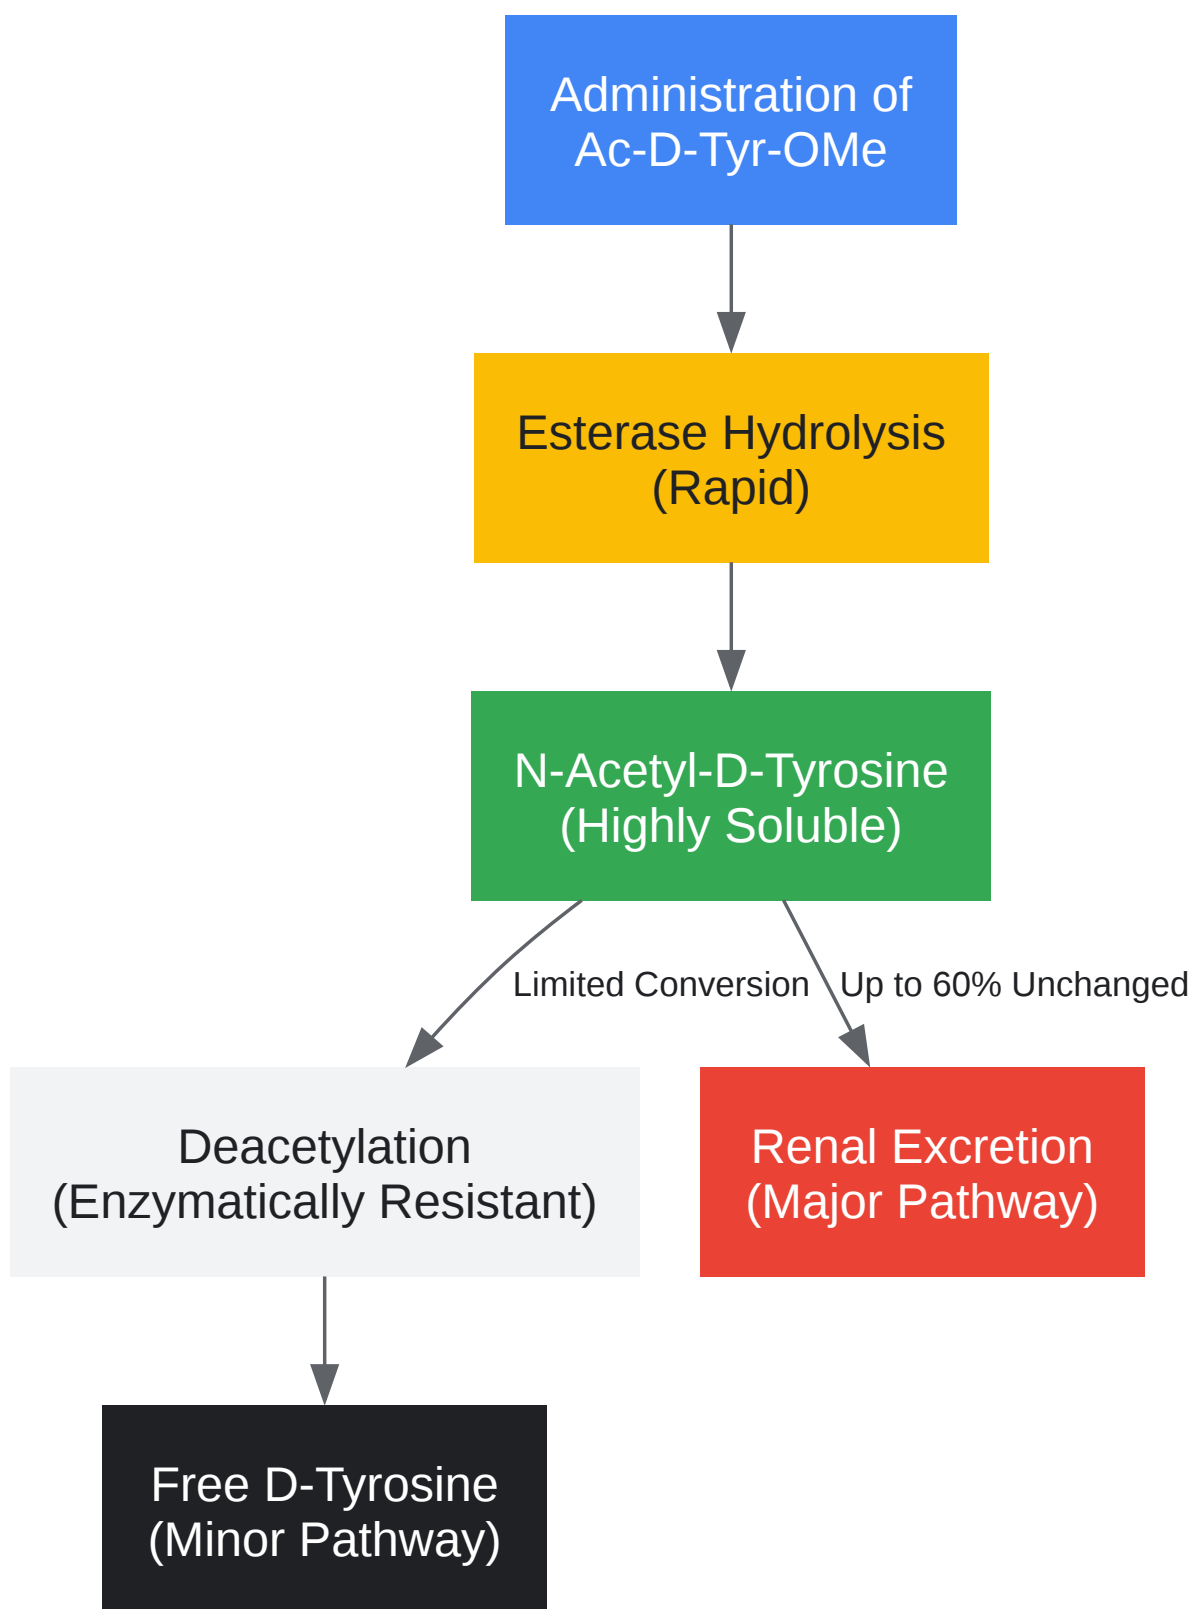 Administration of
Ac-D-Tyr-OMe
Esterase Hydrolysis
(Rapid)
N-Acetyl-D-Tyrosine
(Highly Soluble)
Limited Conversion
Up to 60% Unchanged
Deacetylation
(Enzymatically Resistant)
Renal Excretion
(Major Pathway)
Free D-Tyrosine
(Minor Pathway)